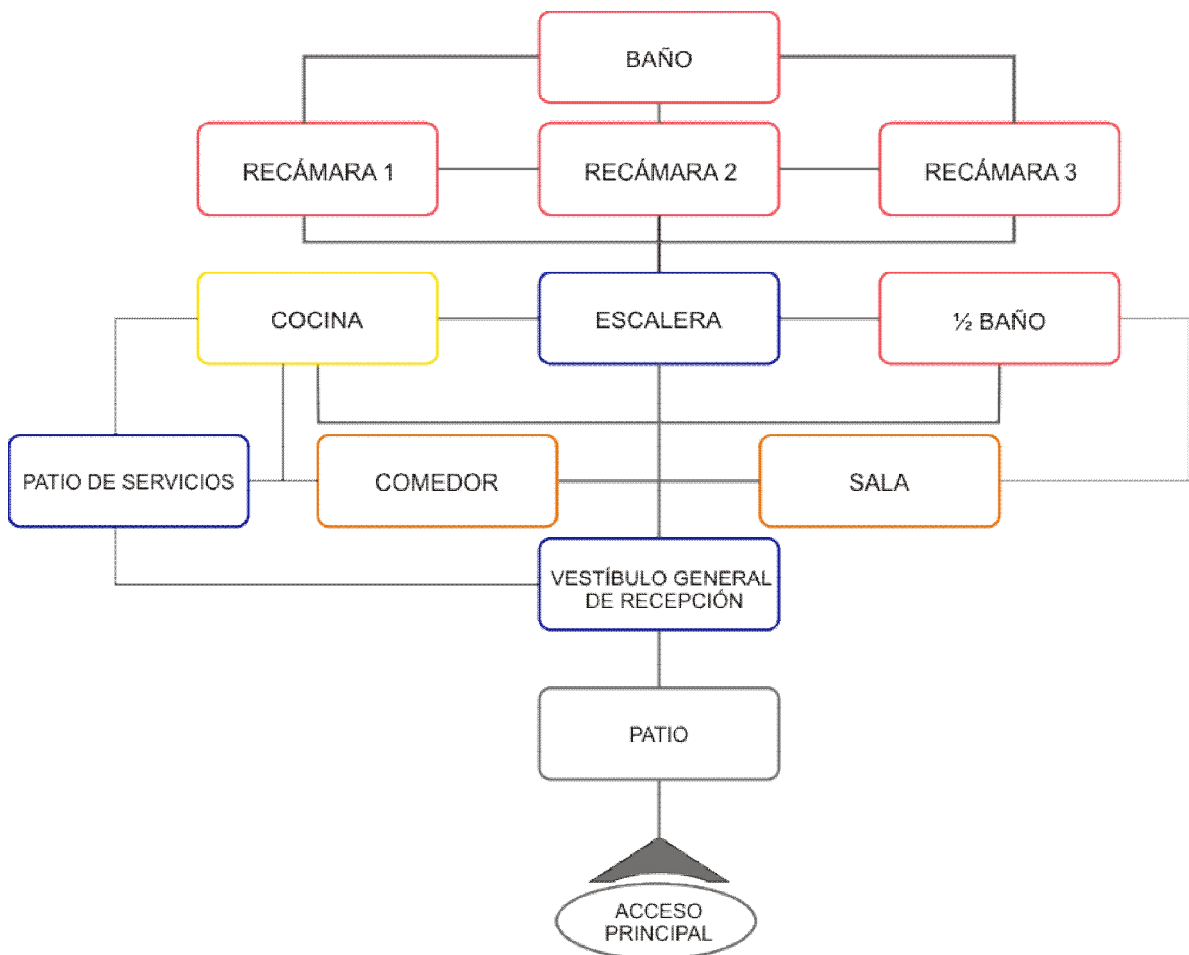 BAÑO
RECÁMARA 1
RECÁMARA 2
RECÁMARA 3
COCINA
ESCALERA
½ BAÑO
PATIO DE SERVICIOS
COMEDOR
SALA
VESTÍBULO GENERAL
DE RECEPCIÓN
PATIO
ACCESO
PRINCIPAL